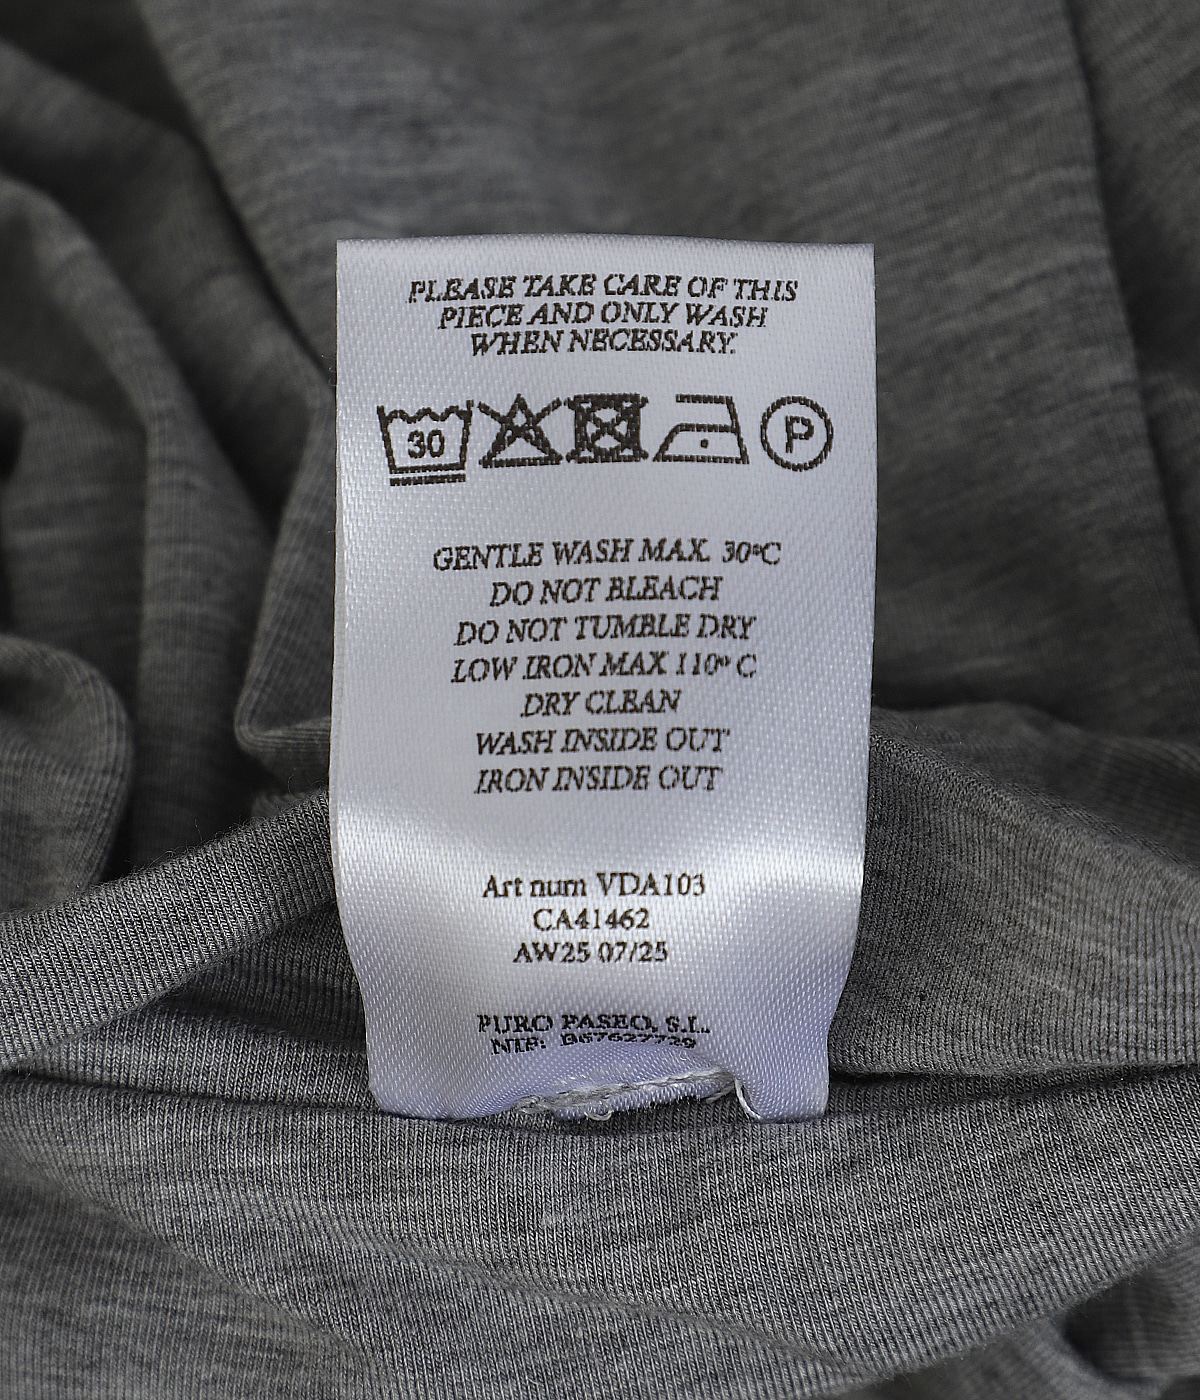 PLEASE TAKE CARE OF THIS
PIECE AND ONLY WASH
WHEN NECESSARY.
30 P
GENTLE WASH MAX. 30ºC
DO NOT BLEACH
DO NOT TUMBLE DRY
LOW IRON MAX 110º C
DRY CLEAN
WASH INSIDE OUT
IRON INSIDE OUT
Art num VDA103
CA41462
AW25 07/25
PURO PASEO, S.L.
NIF: B67627729